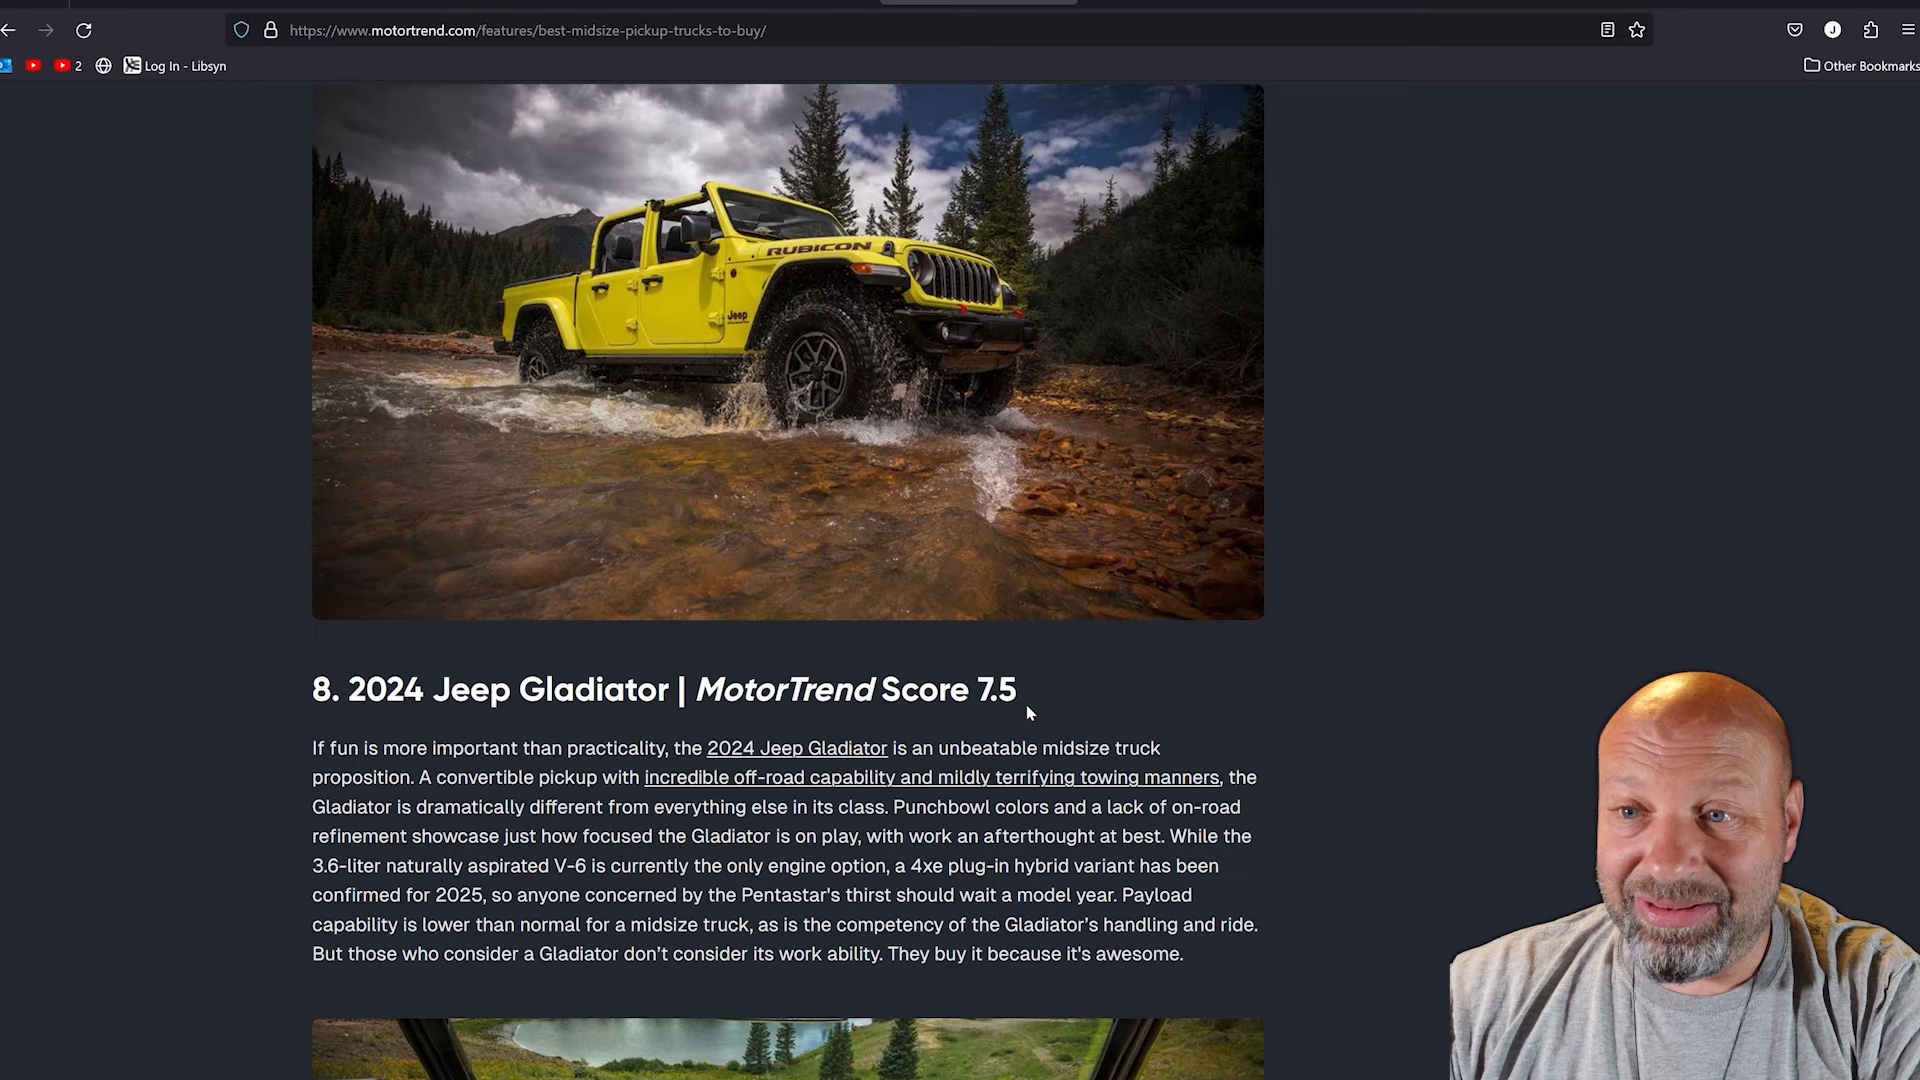 https://www.motortrend.com/features/best-midsize-pickup-trucks-to-buy/
J
2
Log In - Libsyn
Other Bookmarks
RUBICON
Jeep
8. 2024 Jeep Gladiator | MotorTrend Score 7.5
If fun is more important than practicality, the 2024 Jeep Gladiator is an unbeatable midsize truck
proposition. A convertible pickup with incredible off-road capability and mildly terrifying towing manners, the
Gladiator is dramatically different from everything else in its class. Punchbowl colors and a lack of on-road
refinement showcase just how focused the Gladiator is on play, with work an afterthought at best. While the
3.6-liter naturally aspirated V-6 is currently the only engine option, a 4xe plug-in hybrid variant has been
confirmed for 2025, so anyone concerned by the Pentastar's thirst should wait a model year. Payload
capability is lower than normal for a midsize truck, as is the competency of the Gladiator’s handling and ride.
But those who consider a Gladiator don’t consider its work ability. They buy it because it's awesome.